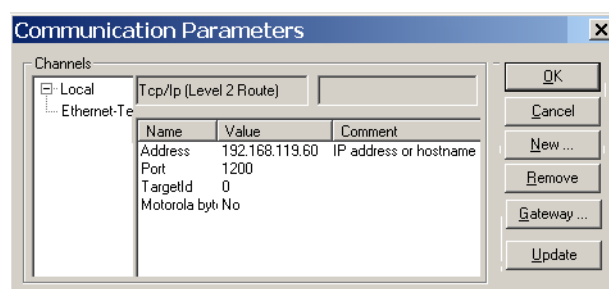 Communication Parameters
Channels
Local
Ethernet-Te
Tcp/Ip (Level 2 Route)
Name Value Comment
Address 192.168.119.60 IP address or hostname
Port 1200
TargetId 0
Motorola byt No
OK
Cancel
New ...
Remove
Gateway ...
Update